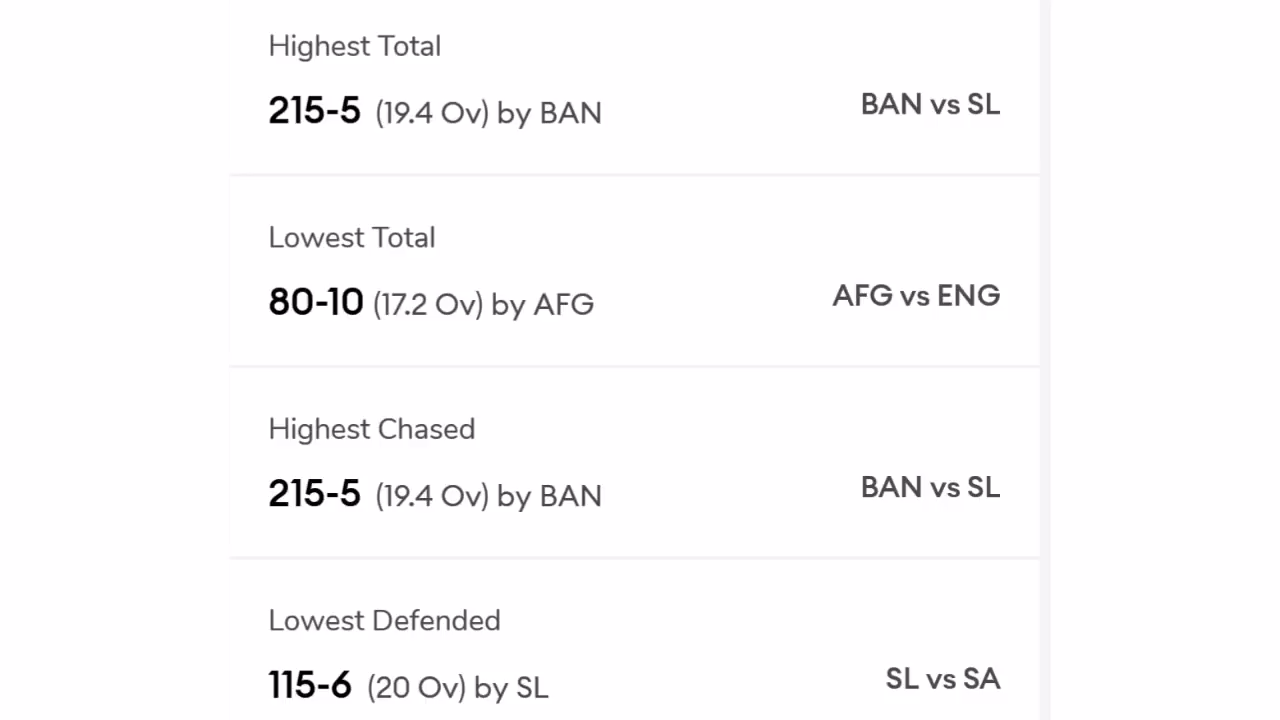 Highest Total
215-5 (19.4 Ov) by BAN BAN vs SL
Lowest Total
80-10 (17.2 Ov) by AFG AFG vs ENG
Highest Chased
215-5 (19.4 Ov) by BAN BAN vs SL
Lowest Defended
115-6 (20 Ov) by SL SL vs SA